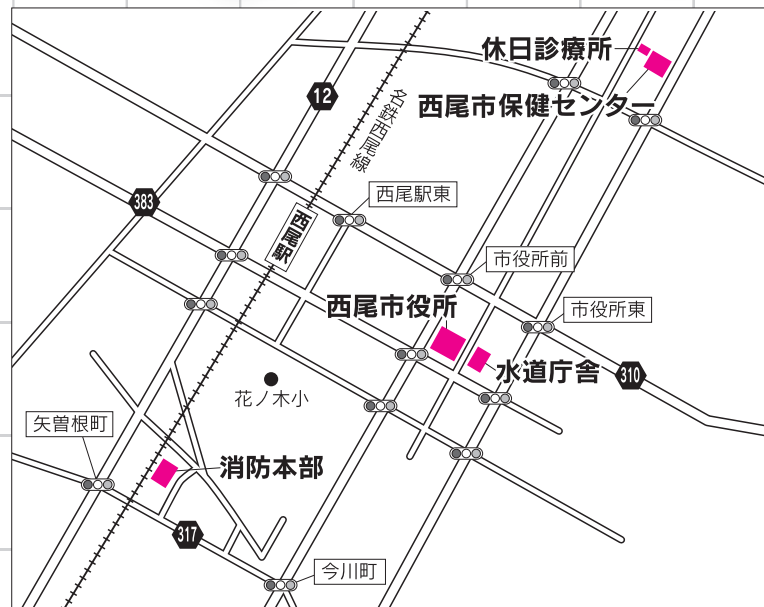 休日診療所
12
西尾市保健センター
名鉄西尾線
西尾駅東
383
西尾駅
市役所前
西尾市役所
市役所東
水道庁舎
310
花ノ木小
矢曽根町
消防本部
317
今川町